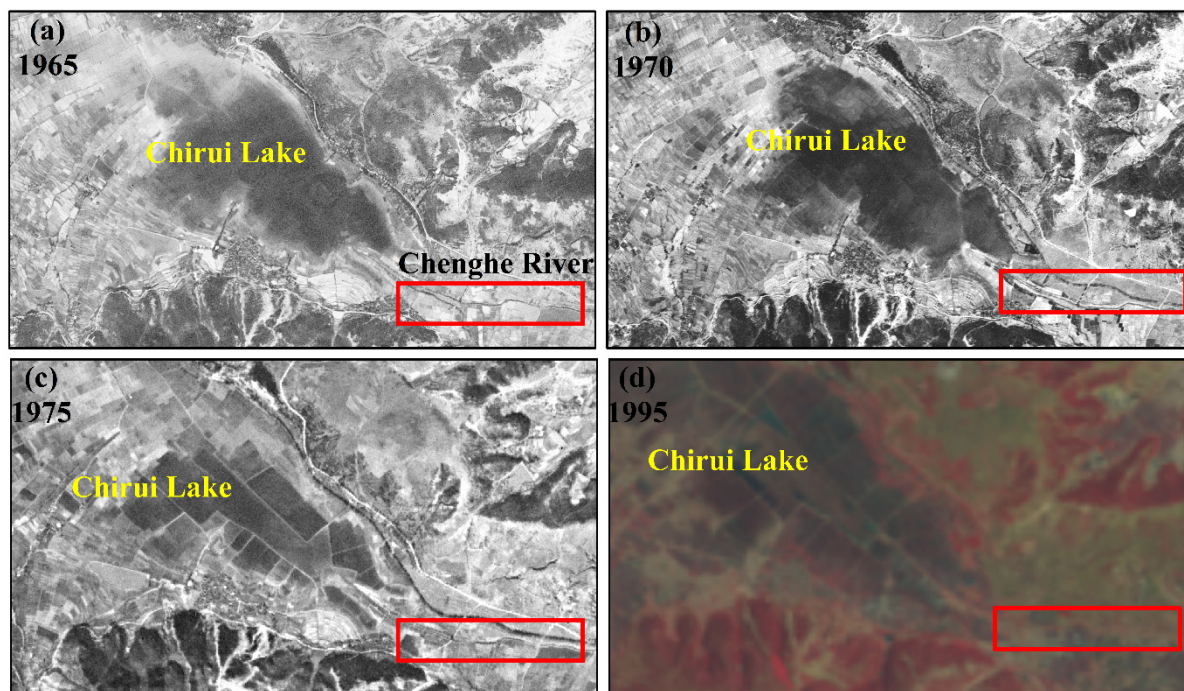 (a)
1965
Chirui Lake
Chenghe River
(b)
1970
Chirui Lake
(c)
1975
Chirui Lake
(d)
1995
Chirui Lake